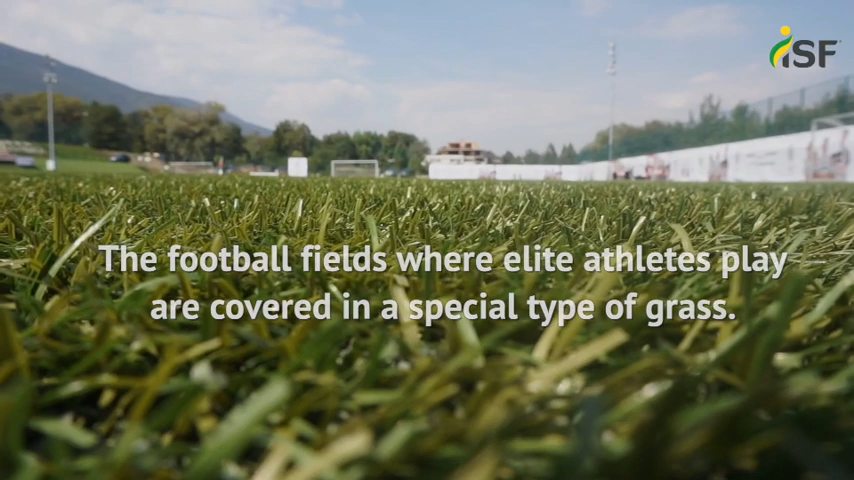 iSF
The football fields where elite athletes play
are covered in a special type of grass.